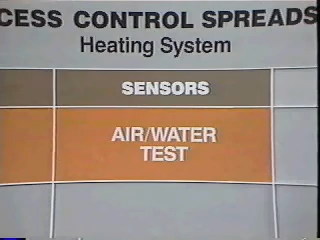 CESS CONTROL SPREADS
Heating System
SENSORS
AIR/WATER
TEST